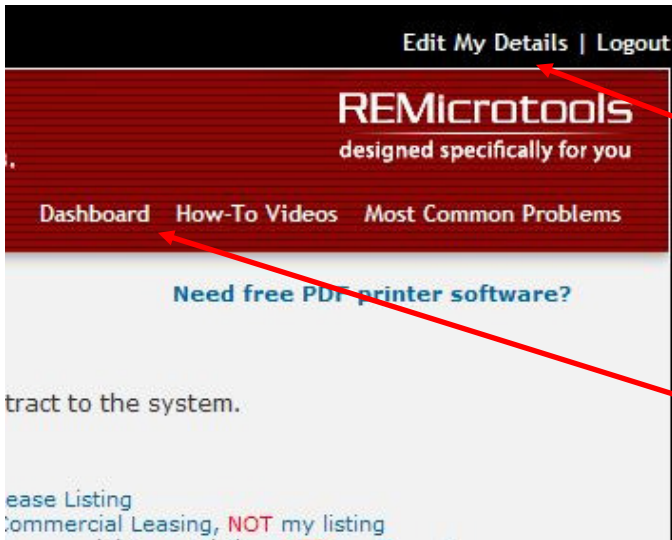 Edit My Details | Logout
REMicrotools
designed specifically for you
Dashboard How-To Videos Most Common Problems
Need free PDF printer software?
tract to the system.
ease Listing
Commercial Leasing, NOT my listing